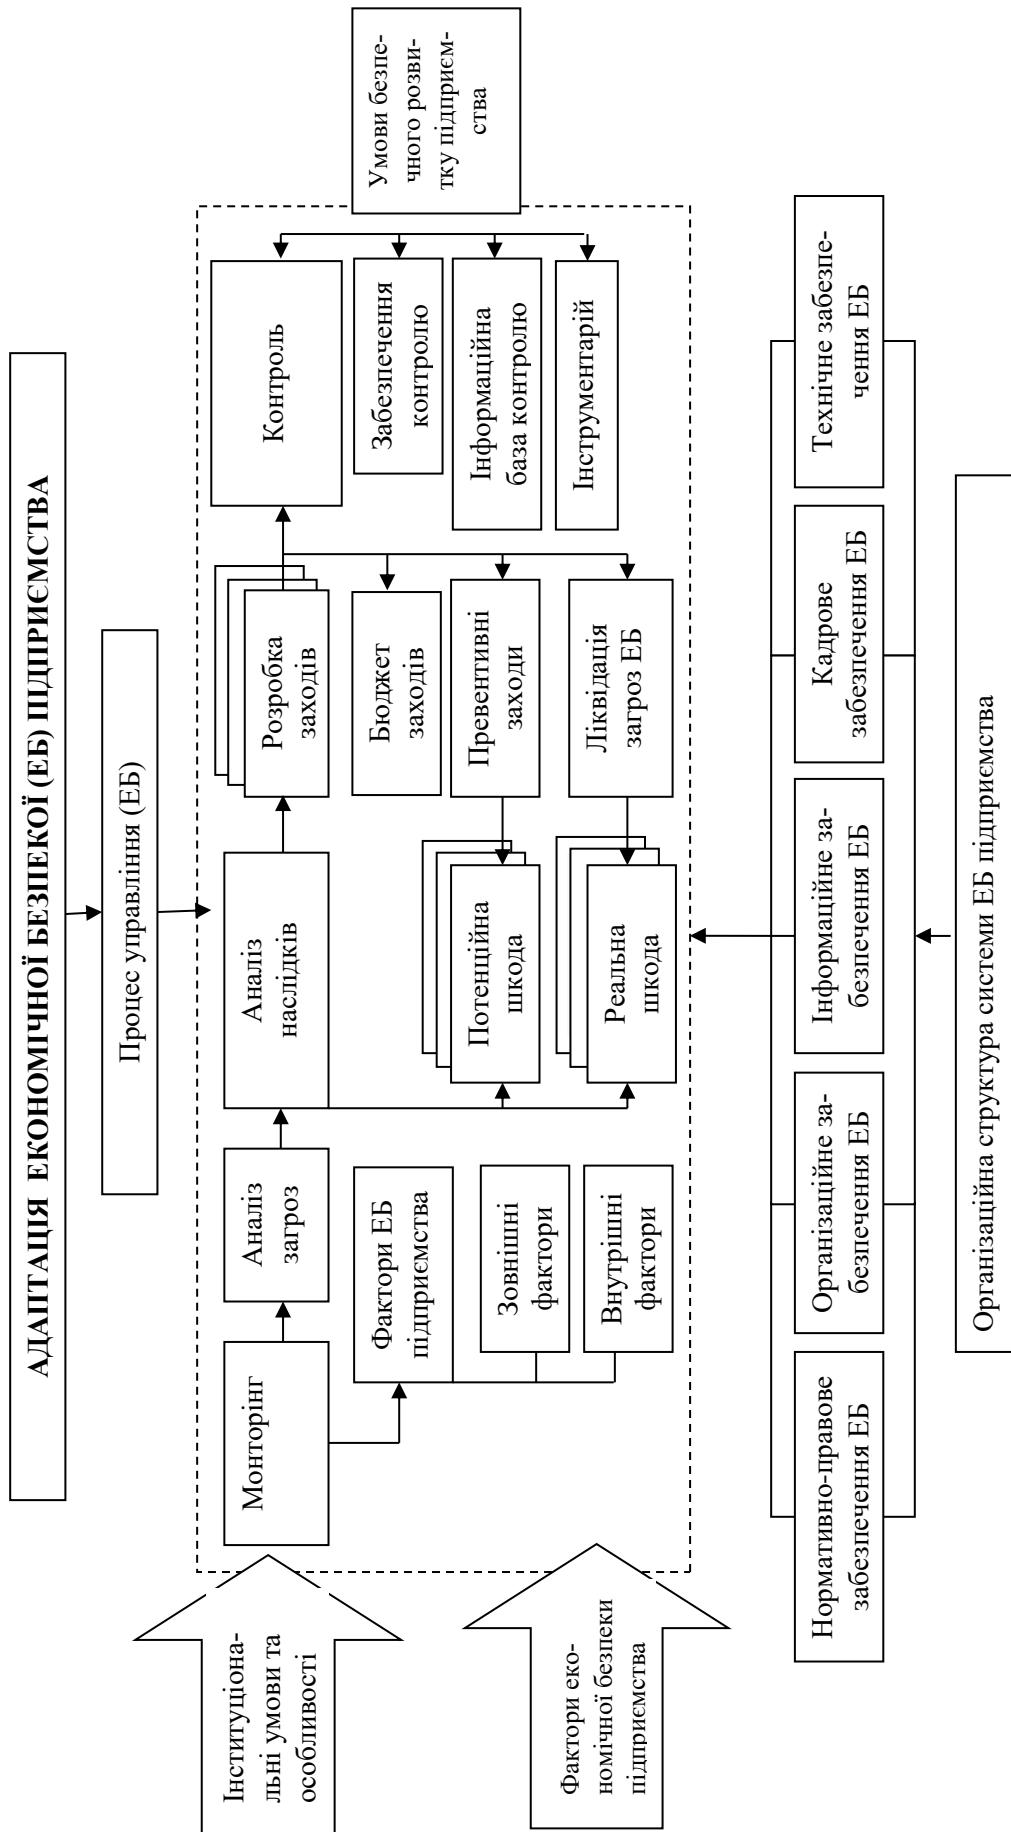 АДАПТАЦІЯ ЕКОНОМІЧНОЇ БЕЗПЕКОЇ (ЕБ) ПІДПРИЄМСТВА
Процес управління (ЕБ)
Інституціона-
льні умови та
особливості
Фактори еко-
номічної безпеки
підприємства
Моніторінг
Аналіз
загроз
Аналіз
наслідків
Розробка
заходів
Контроль
Фактори ЕБ
підприємства
Зовнішні
фактори
Внутрішні
фактори
Потенційна
шкода
Реальна
шкода
Бюджет
заходів
Превентивні
заходи
Ліквідація
загроз ЕБ
Забезпечення
контролю
Інформаційна
база контролю
Інструментарій
Умови безпе-
чного розви-
тку підприєм-
ства
Нормативно-правове
забезпечення ЕБ
Організаційне за-
безпечення ЕБ
Інформаційне за-
безпечення ЕБ
Кадрове
забезпечення ЕБ
Технічне забезпе-
чення ЕБ
Організаційна структура системи ЕБ підприємства